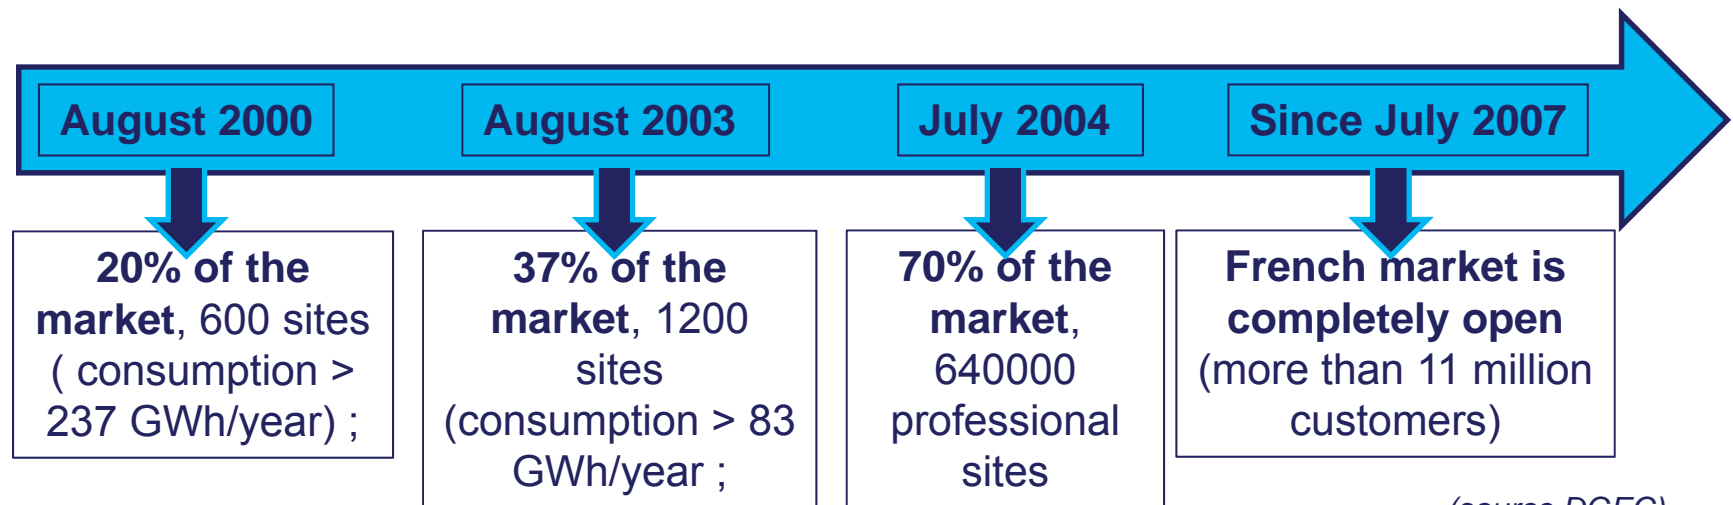 August 2000
August 2003
July 2004
Since July 2007
20% of the
market, 600 sites
( consumption >
237 GWh/year) ;
37% of the
market, 1200
sites
(consumption > 83
GWh/year ;
70% of the
market,
640000
professional
sites
French market is
completely open
(more than 11 million
customers)
(source DGEC)